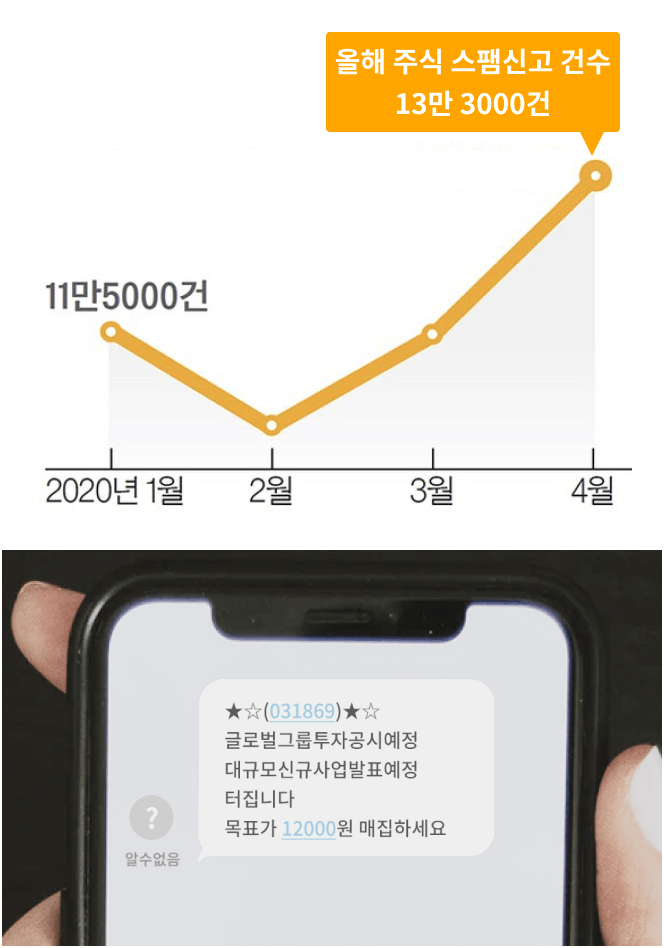 올해 주식 스팸신고 건수
13만 3000건
11만5000건
2020년 1월 2월 3월 4월
★☆(031869)★☆
글로벌그룹투자공시예정
대규모신규사업발표예정
터집니다
목표가 12000원 매집하세요
?
알수없음